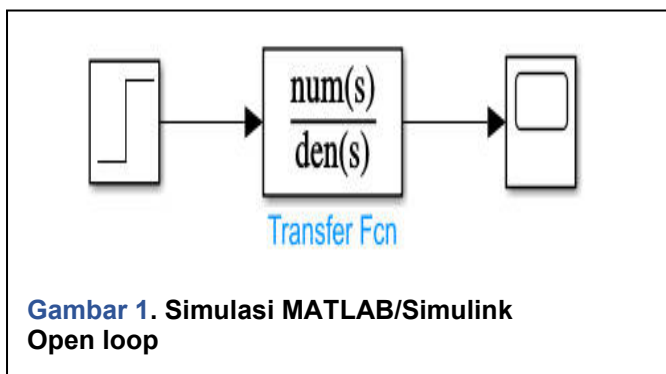 num(s)
den(s)
Transfer Fcn
Gambar 1. Simulasi MATLAB/Simulink
Open loop